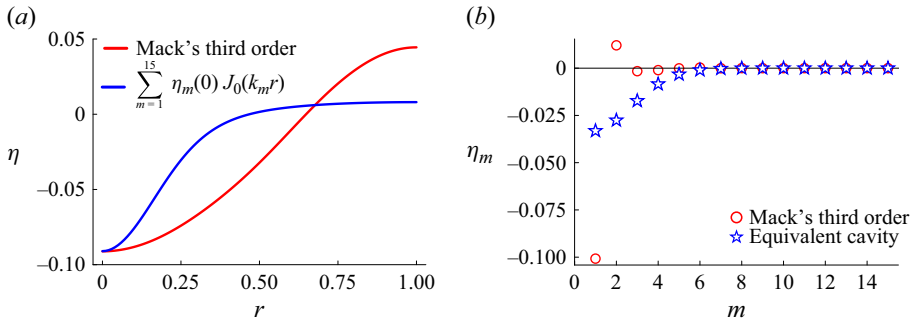 (a)
0.05
0
−0.05
−0.10
η
Mack's third order
15
∑ η_m(0) J_0(k_m r)
m = 1
0 0.25 0.50 0.75 1.00
r
(b)
0
−0.025
−0.050
−0.075
−0.100
η_m
Mack's third order
Equivalent cavity
0 2 4 6 8 10 12 14
m